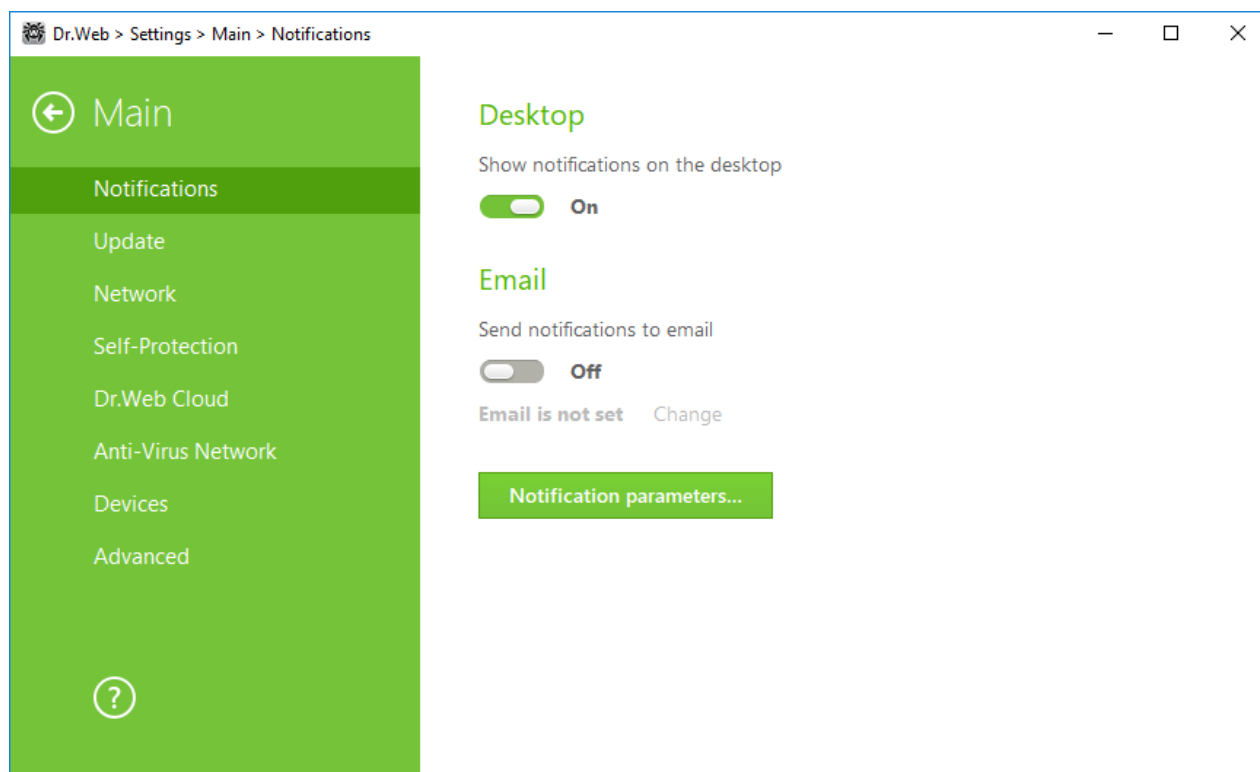 Dr.Web > Settings > Main > Notifications
Main
Notifications
Update
Network
Self-Protection
Dr.Web Cloud
Anti-Virus Network
Devices
Advanced
?
Desktop
Show notifications on the desktop
On
Email
Send notifications to email
Off
Email is not set Change
Notification parameters...